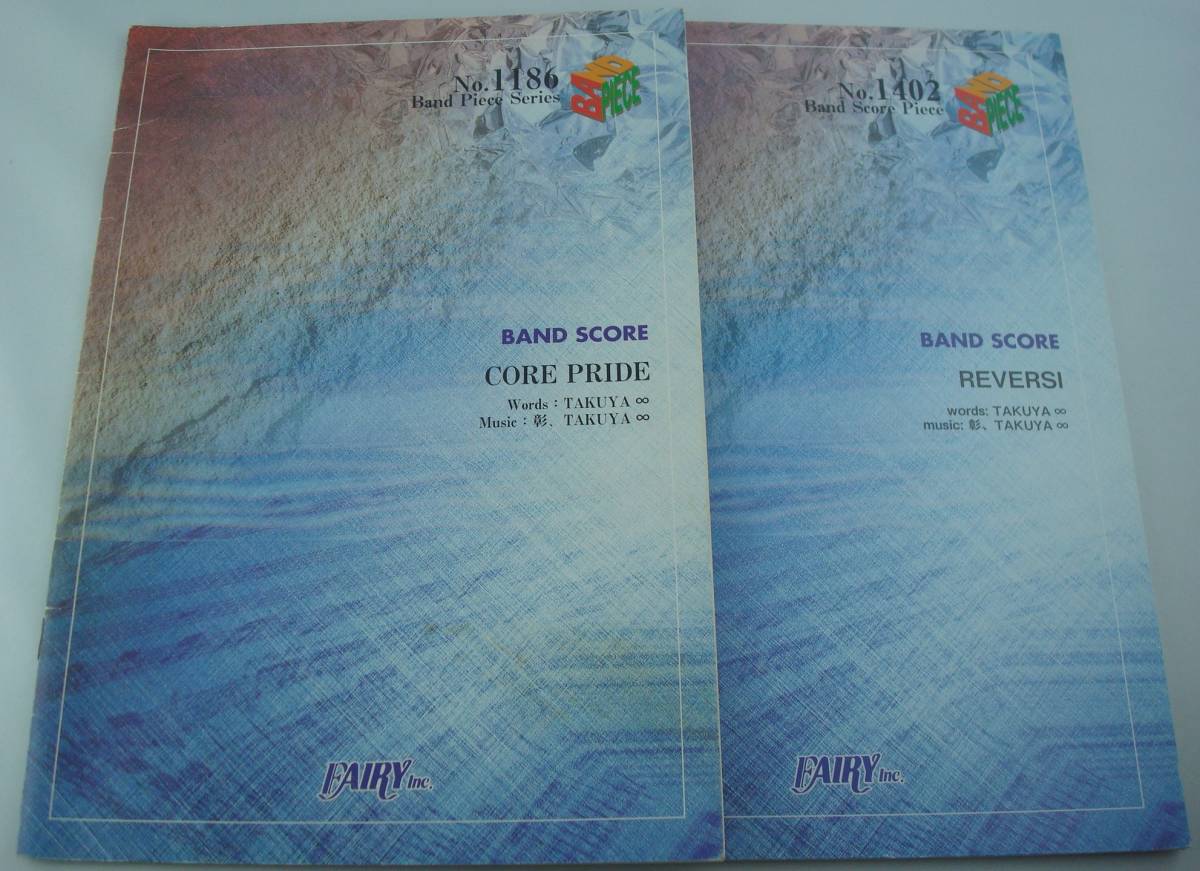 No.1186
Band Piece Series
BAND PIECE
BAND SCORE
CORE PRIDE
Words：TAKUYA ∞
Music：彰、TAKUYA ∞
FAIRY Inc.
No.1402
Band Score Piece
BAND PIECE
BAND SCORE
REVERSI
words: TAKUYA ∞
music: 彰、TAKUYA ∞
FAIRY Inc.